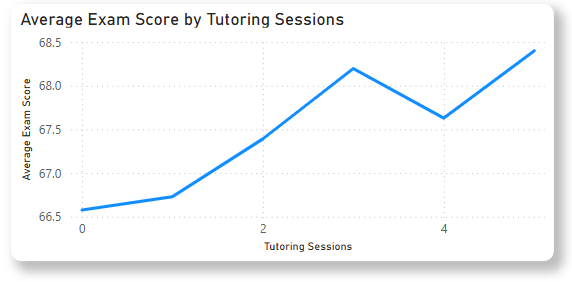 Average Exam Score by Tutoring Sessions
68.5
68.0
67.5
67.0
66.5
Average Exam Score
0 2 4
Tutoring Sessions